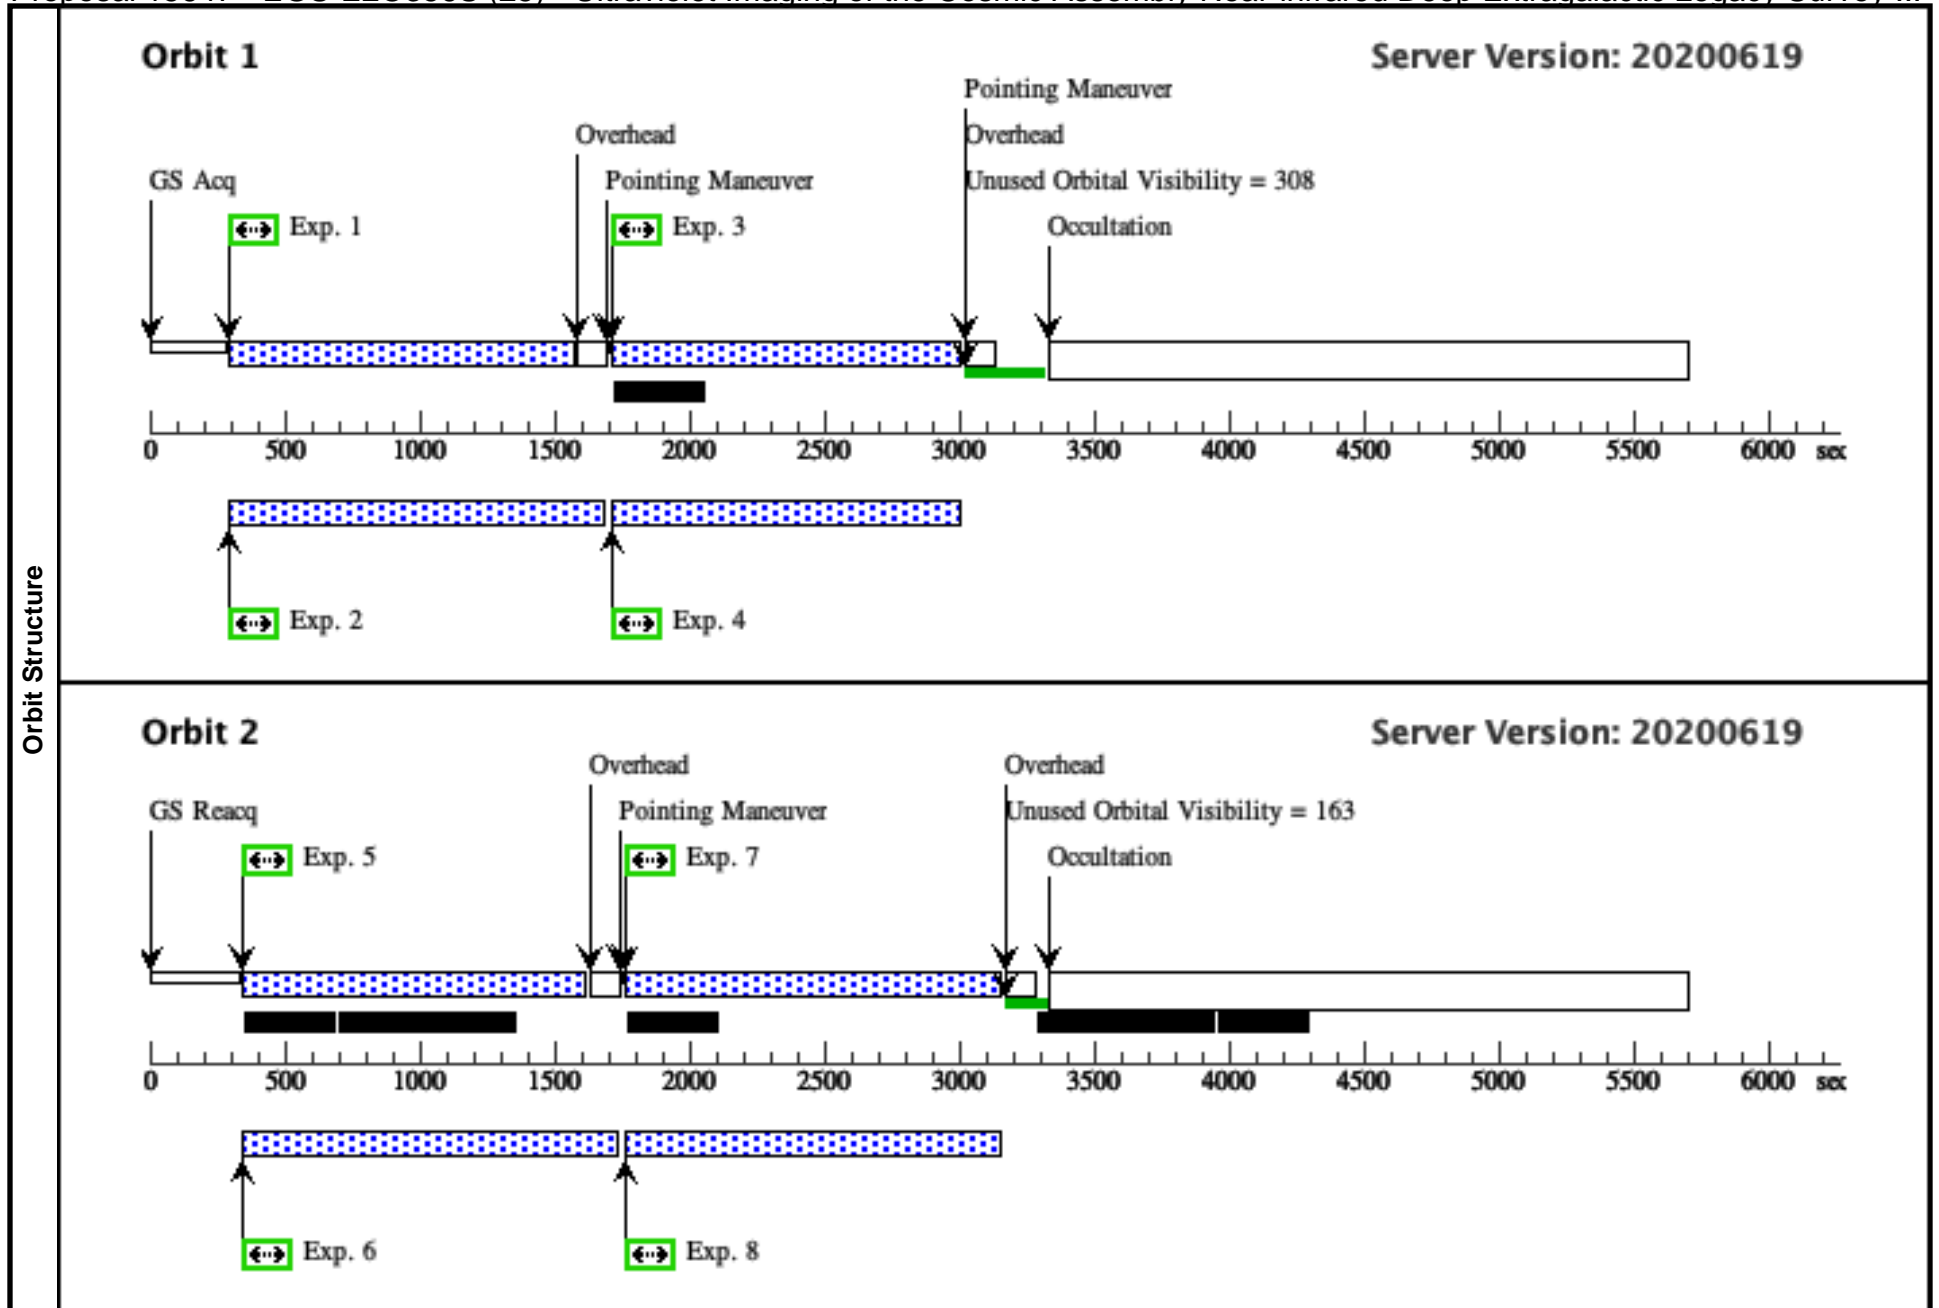 Orbit Structure
Orbit 1
Server Version: 20200619
Pointing Maneuver
Overhead
Overhead
GS Acq
Pointing Maneuver
Unused Orbital Visibility = 308
Exp. 1
Exp. 3
Occultation
0 500 1000 1500 2000 2500 3000 3500 4000 4500 5000 5500 6000 sec
Exp. 2
Exp. 4
Orbit 2
Server Version: 20200619
Overhead
Overhead
GS Reacq
Pointing Maneuver
Unused Orbital Visibility = 163
Exp. 5
Exp. 7
Occultation
0 500 1000 1500 2000 2500 3000 3500 4000 4500 5000 5500 6000 sec
Exp. 6
Exp. 8